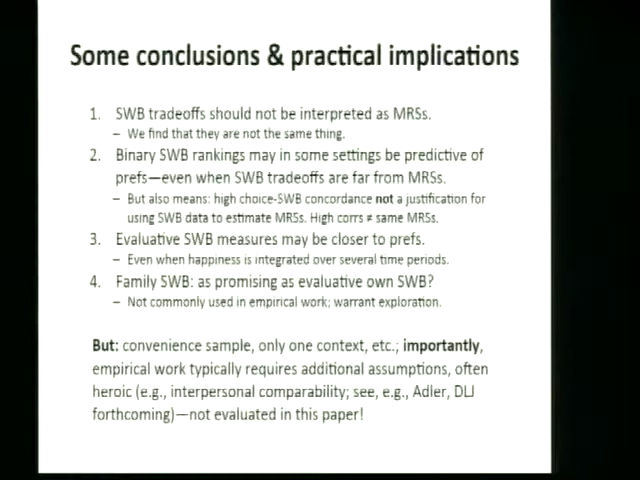 Some conclusions & practical implications
1. SWB tradeoffs should not be interpreted as MRSs.
– We find that they are not the same thing.
2. Binary SWB rankings may in some settings be predictive of
prefs—even when SWB tradeoffs are far from MRSs.
– But also means: high choice-SWB concordance not a justification for
using SWB data to estimate MRSs. High corrs ≠ same MRSs.
3. Evaluative SWB measures may be closer to prefs.
– Even when happiness is integrated over several time periods.
4. Family SWB: as promising as evaluative own SWB?
– Not commonly used in empirical work; warrant exploration.
But: convenience sample, only one context, etc.; importantly,
empirical work typically requires additional assumptions, often
heroic (e.g., interpersonal comparability; see, e.g., Adler, DLJ
forthcoming)—not evaluated in this paper!